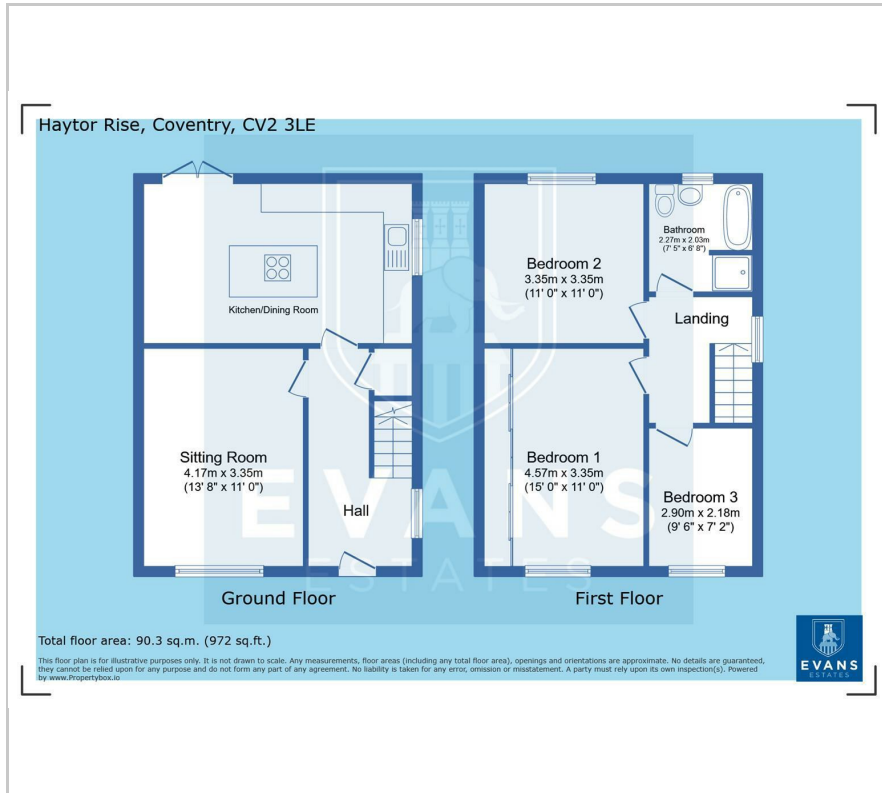 Haytor Rise, Coventry, CV2 3LE
Kitchen/Dining Room
Sitting Room
4.17m x 3.35m
(13' 8" x 11' 0")
Hall
Ground Floor
Bedroom 2
3.35m x 3.35m
(11' 0" x 11' 0")
Bathroom
2.27m x 2.03m
(7' 5" x 6' 8")
Landing
Bedroom 1
4.57m x 3.35m
(15' 0" x 11' 0")
Bedroom 3
2.90m x 2.18m
(9' 6" x 7' 2")
First Floor
EVANS
ESTATES
Total floor area: 90.3 sq.m. (972 sq.ft.)
This floor plan is for illustrative purposes only. It is not drawn to scale. Any measurements, floor areas (including any total floor area), openings and orientations are approximate. No details are guaranteed,
they cannot be relied upon for any purpose and do not form any part of any agreement. No liability is taken for any error, omission or misstatement. A party must rely upon its own inspection(s). Powered
by www.Propertybox.io
EVANS
ESTATES